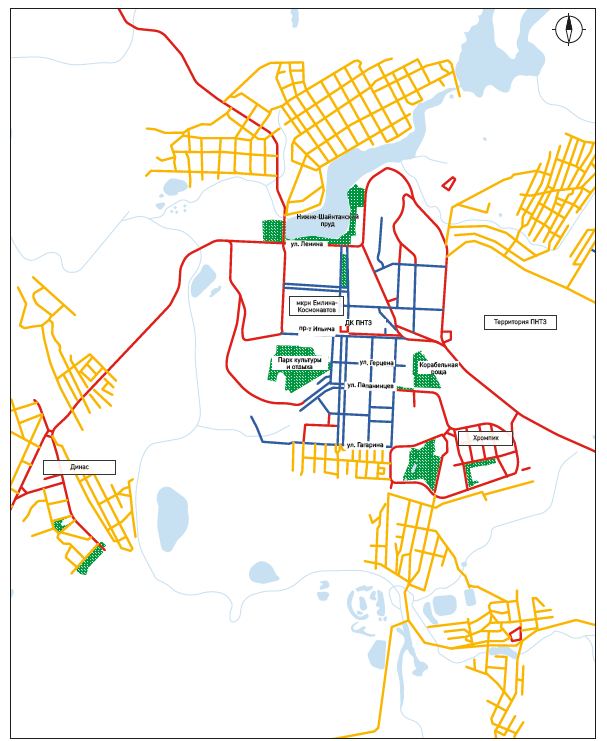 Нижне-Шайтанский
пруд
ул. Ленина
мкрн Емлина-
Космонавтов
ДК ПНТЗ
пр-т Ильича
Территория ПНТЗ
Парк культуры
и отдыха
ул. Герцена
Корабельная
роща
ул. Папанинцев
ул. Гагарина
Хромпик
Динас